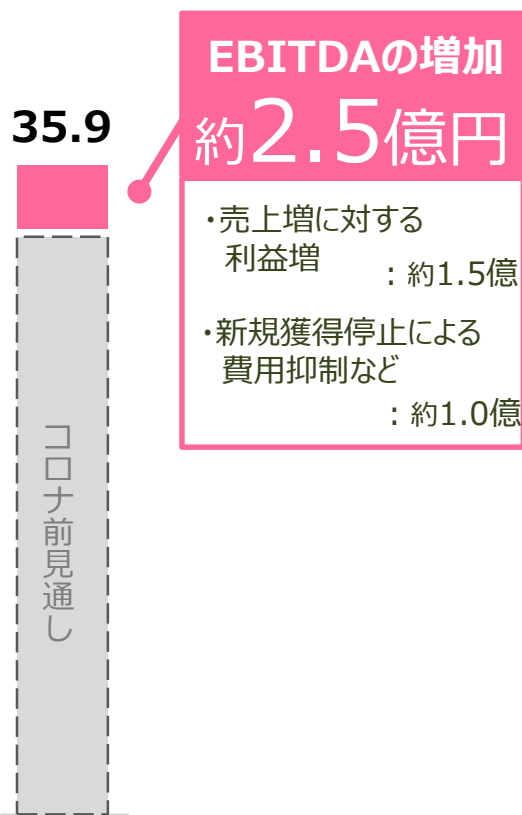 EBITDAの増加
約2.5億円
35.9
・売上増に対する
利益増 ：約1.5億
・新規獲得停止による
費用抑制など
：約1.0億
コロナ前見通し